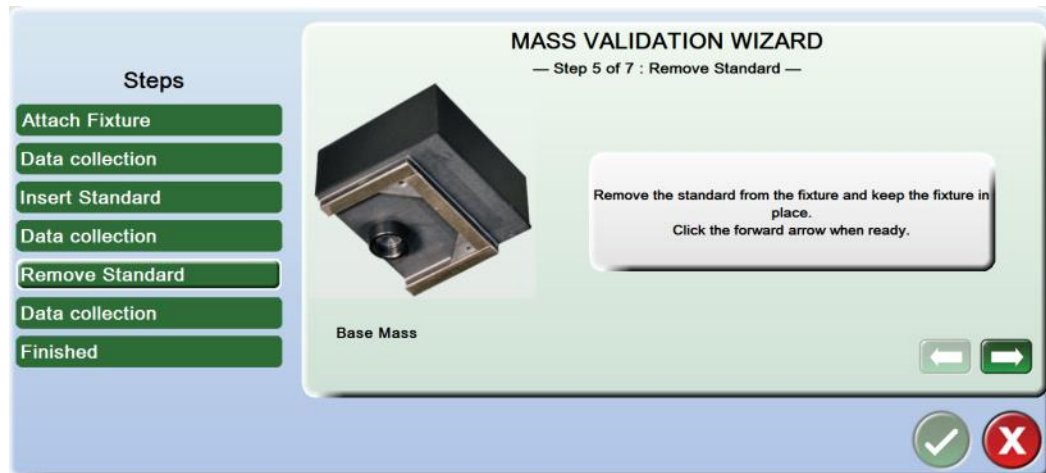 Steps
Attach Fixture
Data collection
Insert Standard
Data collection
Remove Standard
Data collection
Finished
MASS VALIDATION WIZARD
— Step 5 of 7 : Remove Standard —
Remove the standard from the fixture and keep the fixture in
place.
Click the forward arrow when ready.
Base Mass